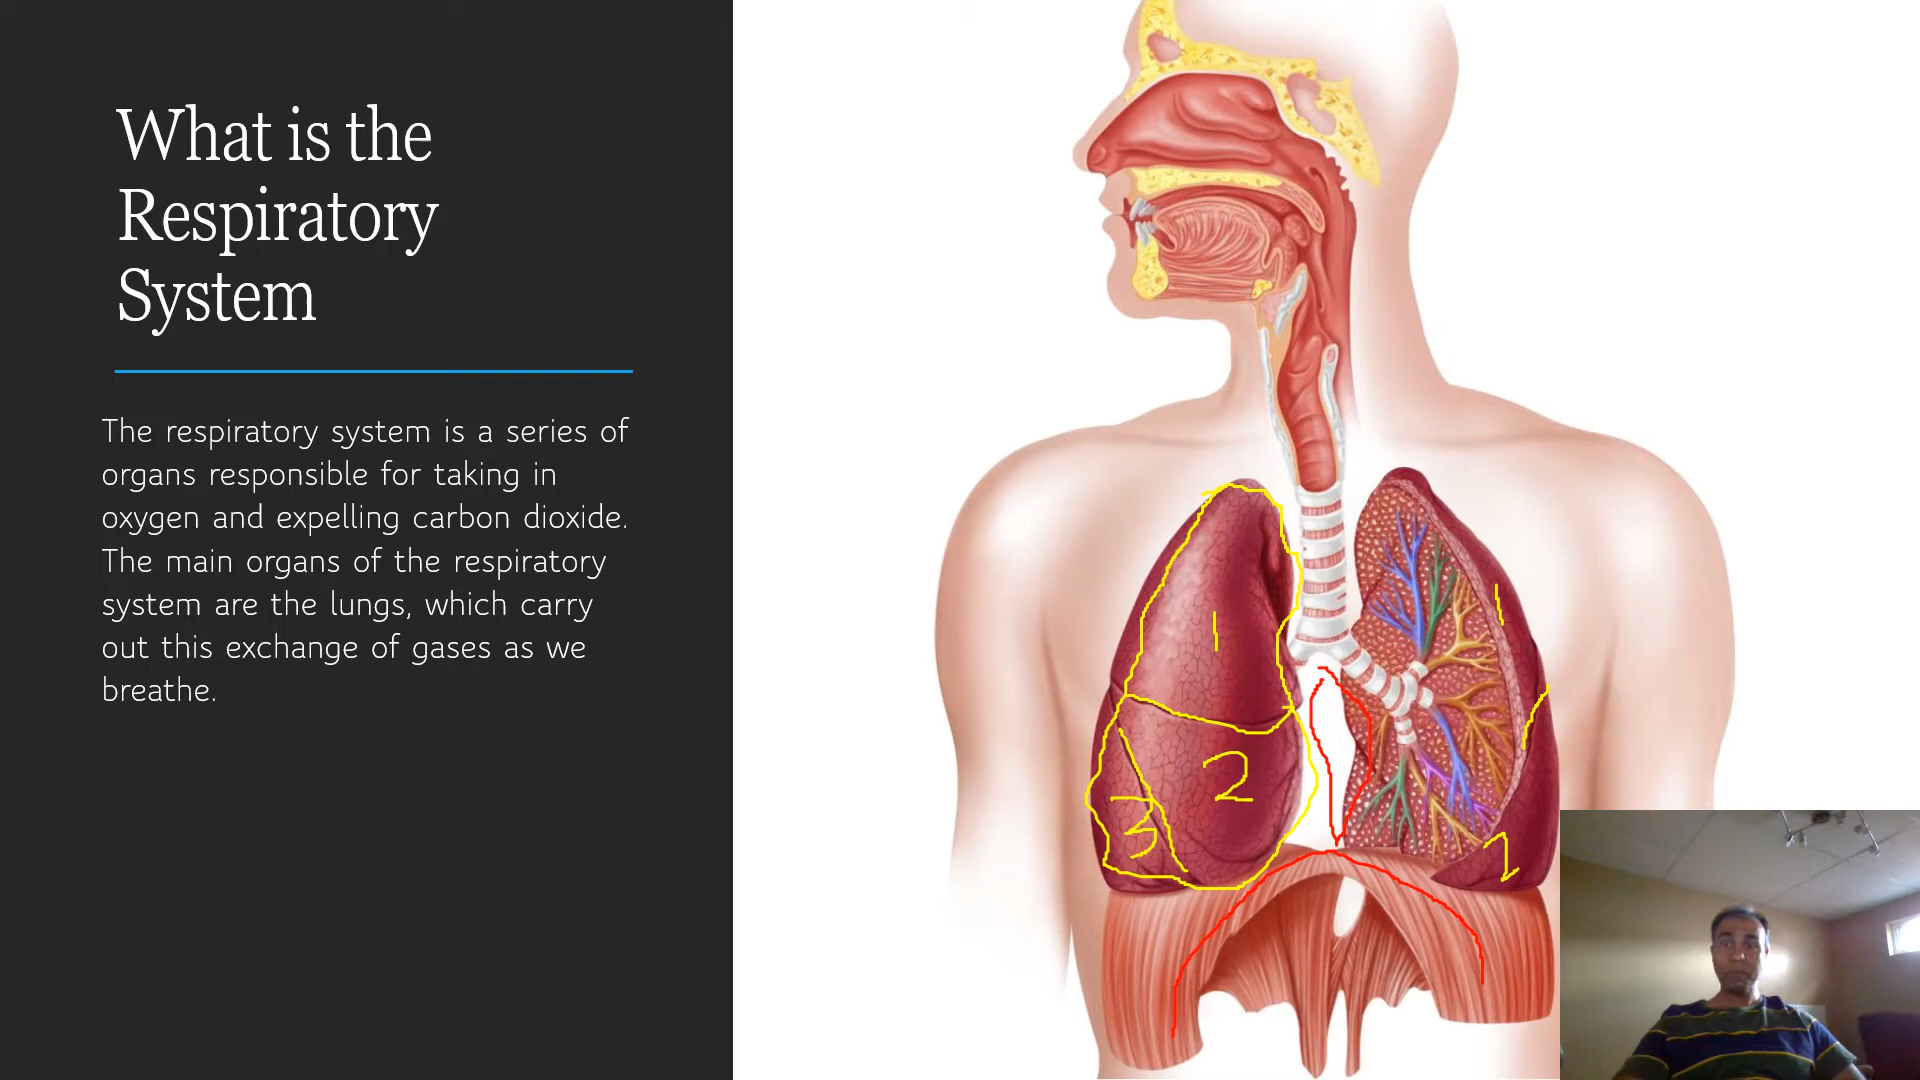 What is the
Respiratory
System
The respiratory system is a series of
organs responsible for taking in
oxygen and expelling carbon dioxide.
The main organs of the respiratory
system are the lungs, which carry
out this exchange of gases as we
breathe.
1
2
3
1
2